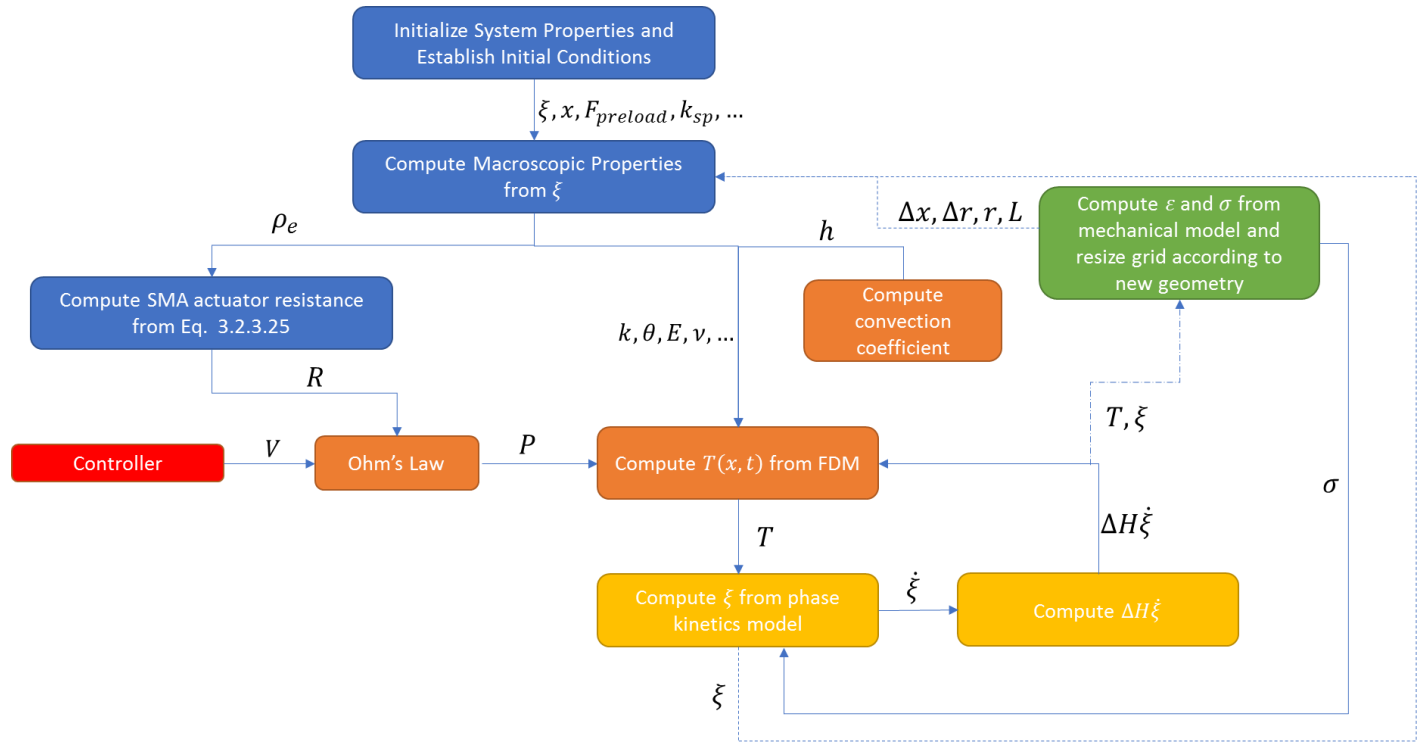 Initialize System Properties and
Establish Initial Conditions
ξ, x, F_preload, k_sp, …
Compute Macroscopic Properties
from ξ
ρ_e
h
Δx, Δr, r, L
Compute ε and σ from
mechanical model and
resize grid according to
new geometry
Compute SMA actuator resistance
from Eq. 3.2.3.25
Compute
convection
coefficient
k, θ, E, ν, …
R
T, ξ
Controller
V
Ohm's Law
P
Compute T(x, t) from FDM
σ
ΔHξ̇
T
Compute ξ from phase
kinetics model
ξ̇
Compute ΔHξ̇
ξ